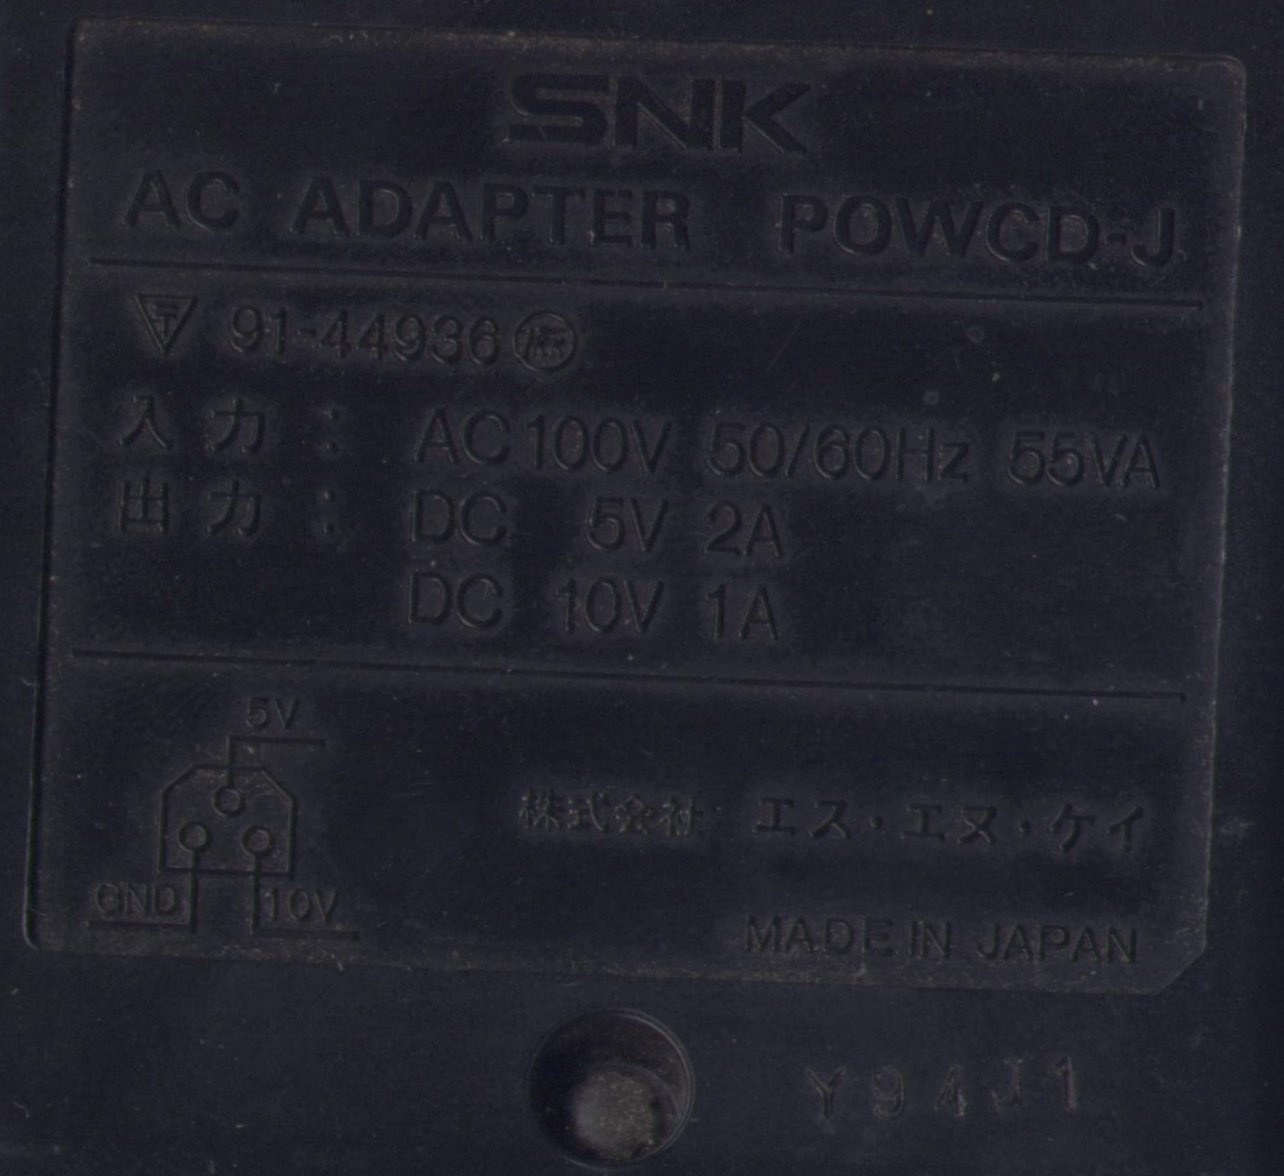 SNK
AC ADAPTER POWCD-J
〒 91-44936
入力: AC100V 50/60Hz 55VA
出力: DC 5V 2A
DC 10V 1A
5V
GND 10V
株式会社 エス・エヌ・ケイ
MADE IN JAPAN
Y94J1